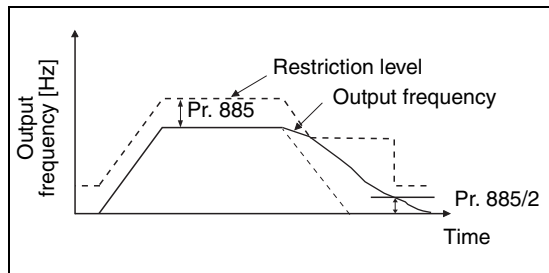 Output
frequency [Hz]
Restriction level
Pr. 885
Output frequency
Pr. 885/2
Time